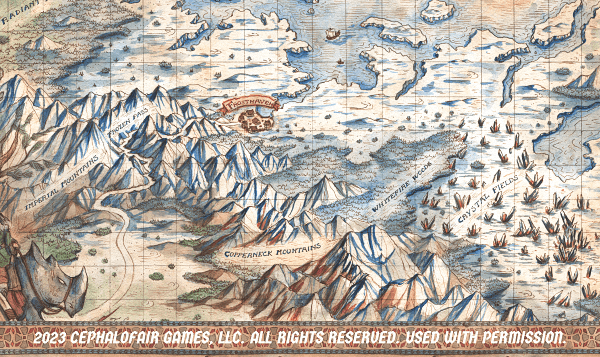 RADIANT
FROSTHAVEN
FROZEN PASS
IMPERIAL MOUNTAINS
WHITEFIRE WOOD
CRYSTAL FIELDS
COPPERNECK MOUNTAINS
2023 CEPHALOFAIR GAMES, LLC. ALL RIGHTS RESERVED. USED WITH PERMISSION.